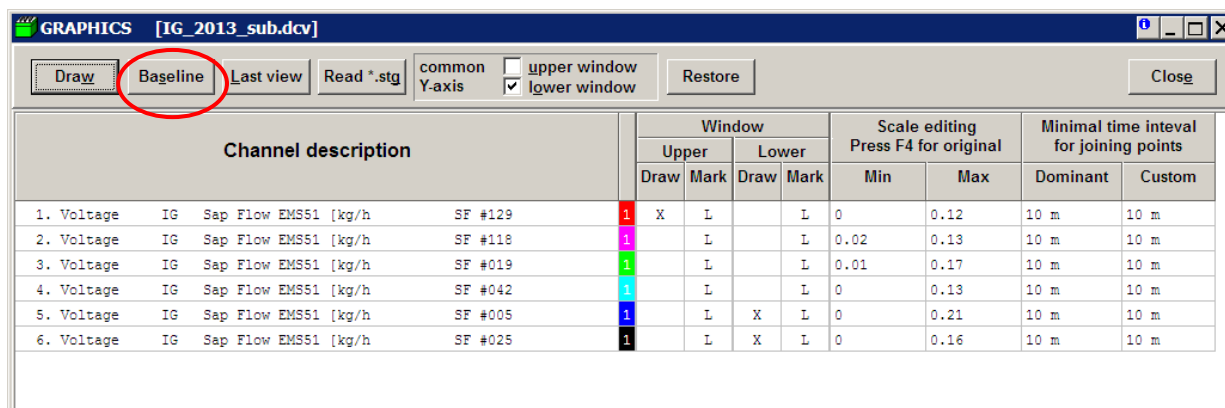 GRAPHICS [IG_2013_sub.dcv]
Draw Baseline Last view Read *.stg common Y-axis upper window lower window Restore Close
Channel description
Window
Upper Lower
Draw Mark Draw Mark
Scale editing
Press F4 for original
Min Max
Minimal time inteval
for joining points
Dominant Custom
1. Voltage IG Sap Flow EMS51 [kg/h SF #129 1 X L L 0 0.12 10 m 10 m
2. Voltage IG Sap Flow EMS51 [kg/h SF #118 1 L L 0.02 0.13 10 m 10 m
3. Voltage IG Sap Flow EMS51 [kg/h SF #019 1 L L 0.01 0.17 10 m 10 m
4. Voltage IG Sap Flow EMS51 [kg/h SF #042 1 L L 0 0.13 10 m 10 m
5. Voltage IG Sap Flow EMS51 [kg/h SF #005 1 L X L 0 0.21 10 m 10 m
6. Voltage IG Sap Flow EMS51 [kg/h SF #025 1 L X L 0 0.16 10 m 10 m